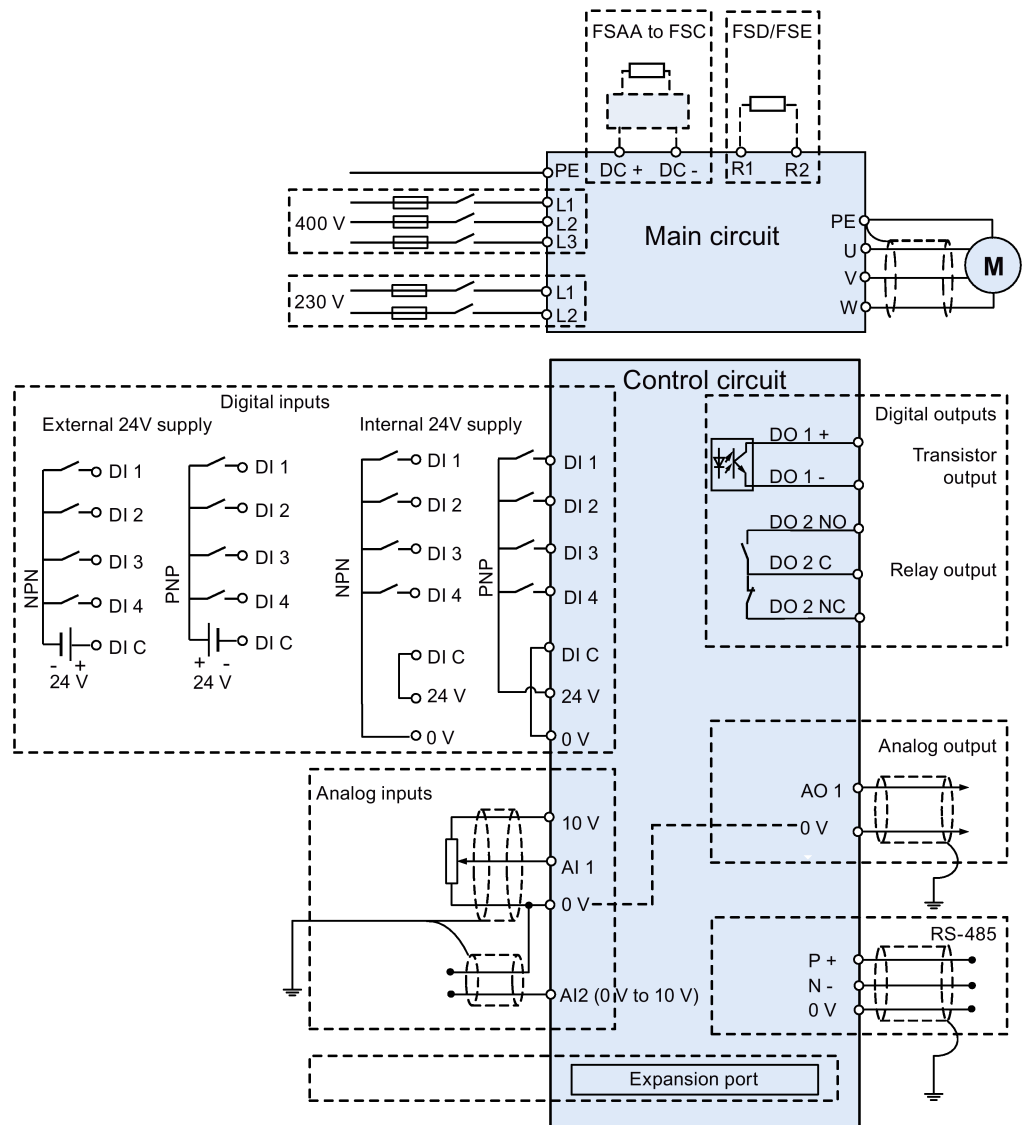 FSAA to FSC
FSD/FSE
PE
DC +
DC -
R1
R2
400 V
L1
L2
L3
Main circuit
PE
U
V
W
M
230 V
L1
L2
Control circuit
Digital inputs
External 24V supply
Internal 24V supply
NPN
DI 1
DI 2
DI 3
DI 4
DI C
- +
24 V
PNP
DI 1
DI 2
DI 3
DI 4
DI C
+ -
24 V
NPN
DI 1
DI 2
DI 3
DI 4
DI C
24 V
0 V
PNP
DI 1
DI 2
DI 3
DI 4
DI C
24 V
0 V
Digital outputs
Transistor
output
DO 1 +
DO 1 -
DO 2 NO
DO 2 C
DO 2 NC
Relay output
Analog output
AO 1
0 V
Analog inputs
10 V
AI 1
0 V
AI2 (0 V to 10 V)
RS-485
P +
N -
0 V
Expansion port